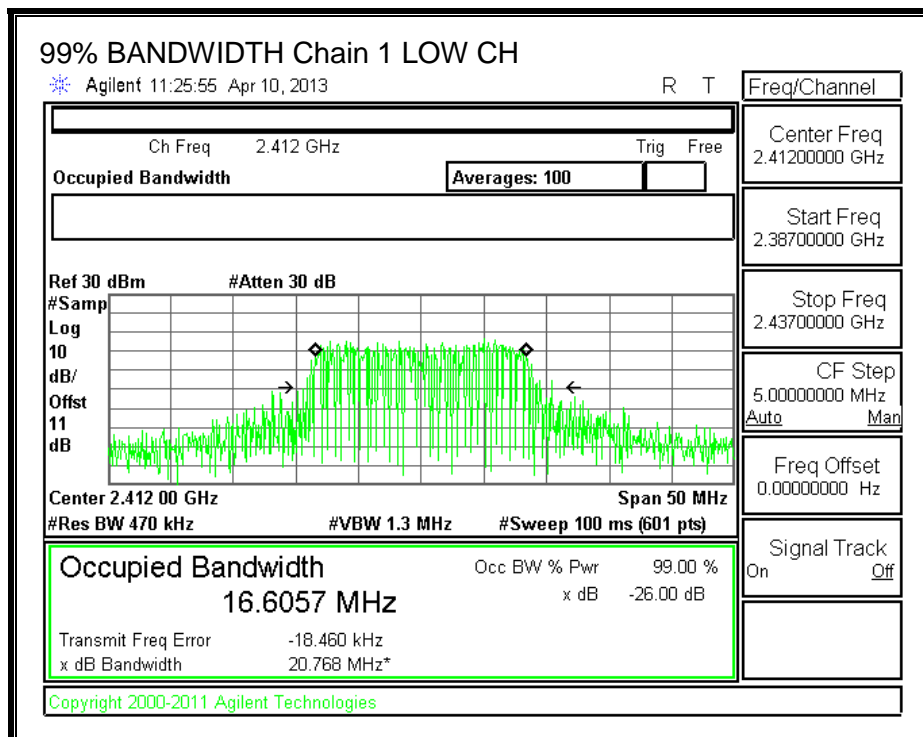 99% BANDWIDTH Chain 1 LOW CH
Agilent 11:25:55 Apr 10, 2013 R T
Freq/Channel
Ch Freq 2.412 GHz Trig Free
Occupied Bandwidth Averages: 100
Center Freq
2.41200000 GHz
Start Freq
2.38700000 GHz
Stop Freq
2.43700000 GHz
CF Step
5.00000000 MHz
Auto Man
Freq Offset
0.00000000 Hz
Signal Track
On Off
Ref 30 dBm #Atten 30 dB
#Samp
Log
10
dB/
Offst
11
dB
Center 2.412 00 GHz Span 50 MHz
#Res BW 470 kHz #VBW 1.3 MHz #Sweep 100 ms (601 pts)
Occupied Bandwidth Occ BW % Pwr 99.00 %
16.6057 MHz x dB -26.00 dB
Transmit Freq Error -18.460 kHz
x dB Bandwidth 20.768 MHz*
Copyright 2000-2011 Agilent Technologies